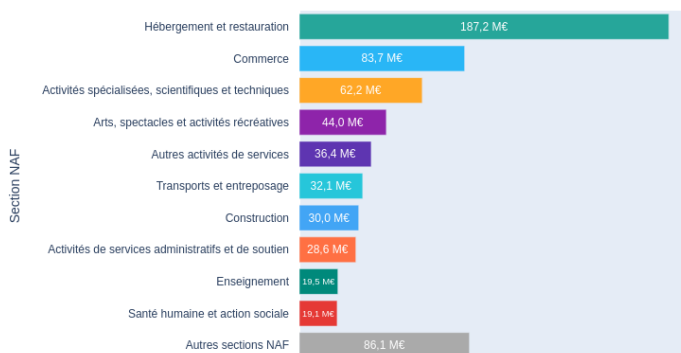 Section NAF
Hébergement et restauration 187,2 M€
Commerce 83,7 M€
Activités spécialisées, scientifiques et techniques 62,2 M€
Arts, spectacles et activités récréatives 44,0 M€
Autres activités de services 36,4 M€
Transports et entreposage 32,1 M€
Construction 30,0 M€
Activités de services administratifs et de soutien 28,6 M€
Enseignement 19,5 M€
Santé humaine et action sociale 19,1 M€
Autres sections NAF 86,1 M€